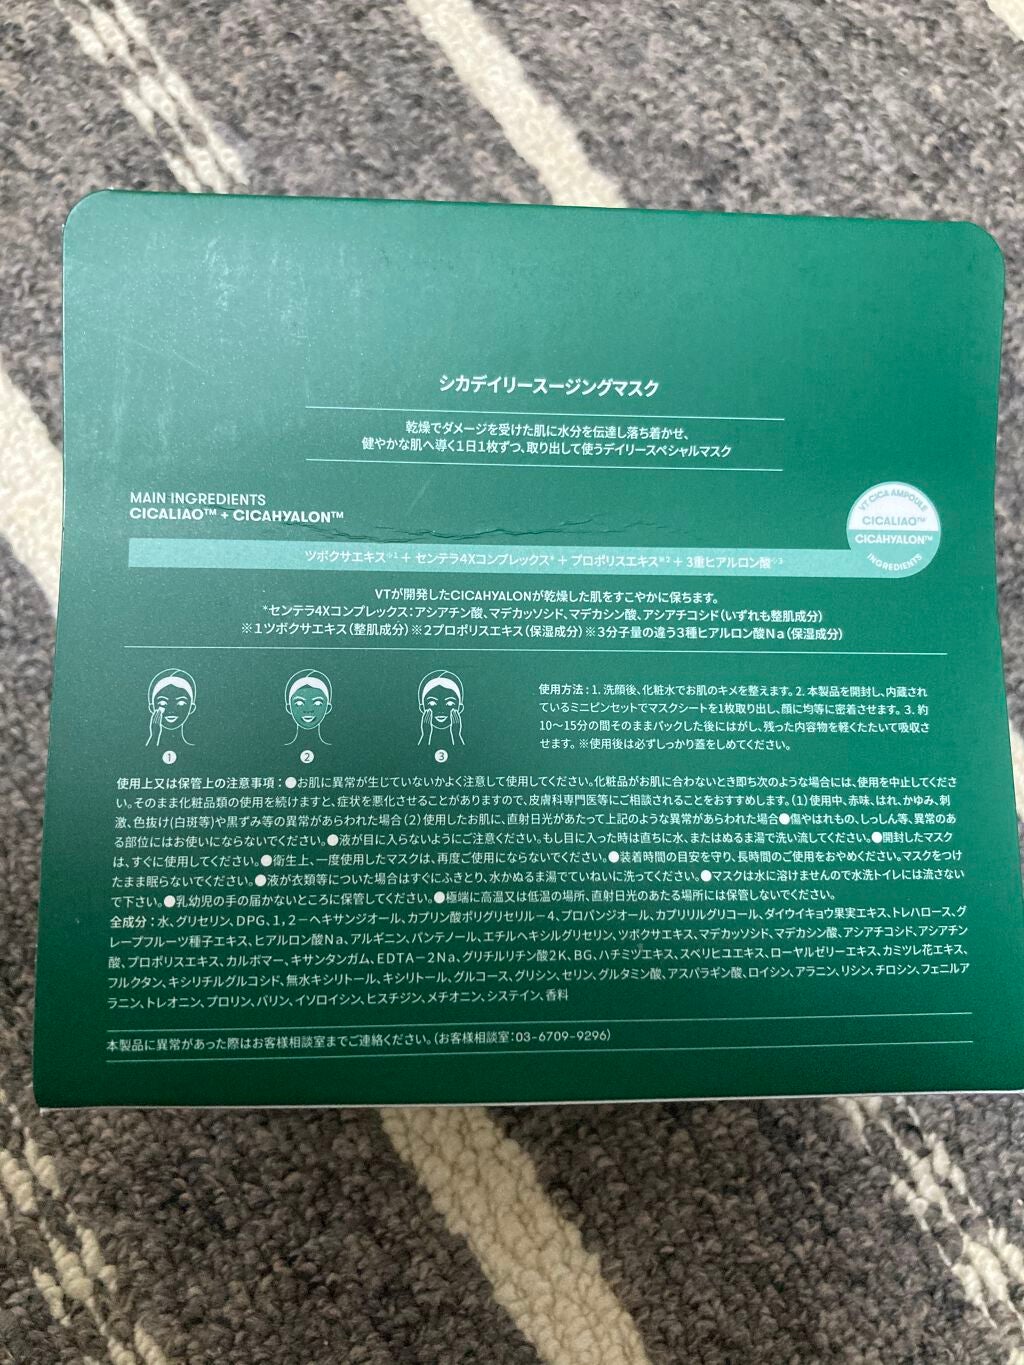 シカデイリースージングマスク
乾燥でダメージを受けた肌に水分を伝達し落ち着かせ、
健やかな肌へ導く1日1枚ずつ、取り出して使うデイリースペシャルマスク
MAIN INGREDIENTS
CICALIAO™ + CICAHYALON™
VT CICA AMPOULE
CICALIAO™
CICAHYALON™
INGREDIENTS
ツボクサエキス※1 + センテラ4Xコンプレックス* + プロポリスエキス※2 + 3重ヒアルロン酸※3
VTが開発したCICAHYALONが乾燥した肌をすこやかに保ちます。
*センテラ4Xコンプレックス：アシアチン酸、マデカッソシド、マデカシン酸、アシアチコシド（いずれも整肌成分）
※1ツボクサエキス（整肌成分）※2プロポリスエキス（保湿成分）※3分子量の違う3種ヒアルロン酸Na（保湿成分）
1
2
3
使用方法：1. 洗顔後、化粧水でお肌のキメを整えます。2. 本製品を開封し、内蔵され
ているミニピンセットでマスクシートを1枚取り出し、顔に均等に密着させます。3. 約
10～15分の間そのままパックした後にはがし、残った内容物を軽くたたいて吸収さ
せます。※使用後は必ずしっかり蓋をしめてください。
使用上又は保管上の注意事項：●お肌に異常が生じていないかよく注意して使用してください。化粧品がお肌に合わないとき即ち次のような場合には、使用を中止してくださ
い。そのまま化粧品類の使用を続けますと、症状を悪化させることがありますので、皮膚科専門医等にご相談されることをおすすめします。（1）使用中、赤味、はれ、かゆみ、刺
激、色抜け（白斑等）や黒ずみ等の異常があらわれた場合（2）使用したお肌に、直射日光があたって上記のような異常があらわれた場合●傷やはれもの、しっしん等、異常のあ
る部位にはお使いにならないでください。●液が目に入らないようにご注意ください。もし目に入った時は直ちに水、またはぬるま湯で洗い流してください。●開封したマスク
は、すぐに使用してください。●衛生上、一度使用したマスクは、再度ご使用にならないでください。●装着時間の目安を守り、長時間のご使用をおやめください。マスクをつけ
たまま眠らないでください。●液が衣類等についた場合はすぐにふきとり、水かぬるま湯でていねいに洗ってください。●マスクは水に溶けませんので水洗トイレには流さない
で下さい。●乳幼児の手の届かないところに保管してください。●極端に高温又は低温の場所、直射日光のあたる場所には保管しないでください。
全成分：水、グリセリン、DPG、1，2－ヘキサンジオール、カプリン酸ポリグリセリル－4、プロパンジオール、カプリリルグリコール、ダイウイキョウ果実エキス、トレハロース、グ
レープフルーツ種子エキス、ヒアルロン酸Na、アルギニン、パンテノール、エチルヘキシルグリセリン、ツボクサエキス、マデカッソシド、マデカシン酸、アシアチコシド、アシアチン
酸、プロポリスエキス、カルボマー、キサンタンガム、EDTA－2Na、グリチルリチン酸2K、BG、ハチミツエキス、スベリヒユエキス、ローヤルゼリーエキス、カミツレ花エキス、
フルクタン、キシリチルグルコシド、無水キシリトール、キシリトール、グルコース、グリシン、セリン、グルタミン酸、アスパラギン酸、ロイシン、アラニン、リシン、チロシン、フェニルア
ラニン、トレオニン、プロリン、バリン、イソロイシン、ヒスチジン、メチオニン、システイン、香料
本製品に異常があった際はお客様相談室までご連絡ください。（お客様相談室：03-6709-9296）